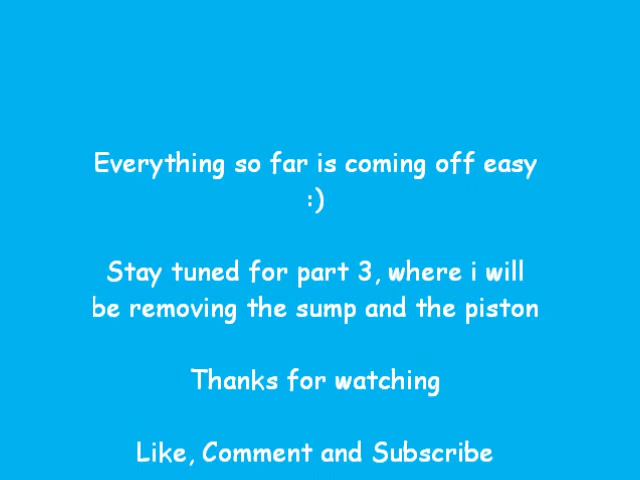 Everything so far is coming off easy
:)
Stay tuned for part 3, where i will
be removing the sump and the piston
Thanks for watching
Like, Comment and Subscribe